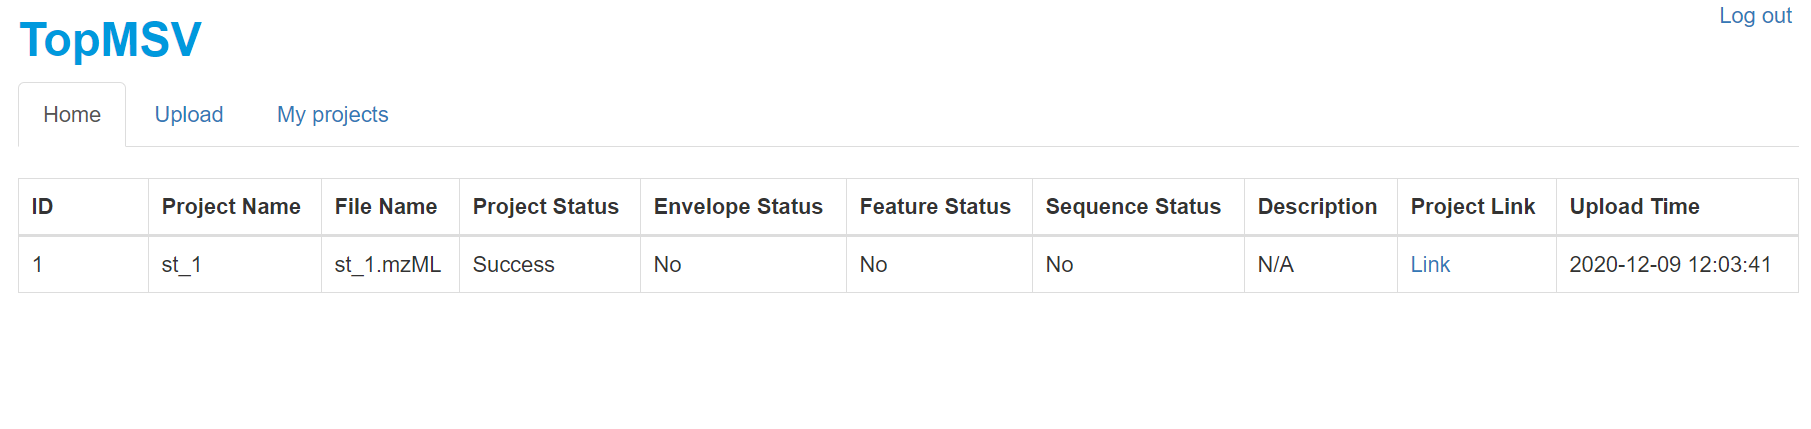 TopMSV
Log out
Home Upload My projects
ID Project Name File Name Project Status Envelope Status Feature Status Sequence Status Description Project Link Upload Time
1 st_1 st_1.mzML Success No No No N/A Link 2020-12-09 12:03:41